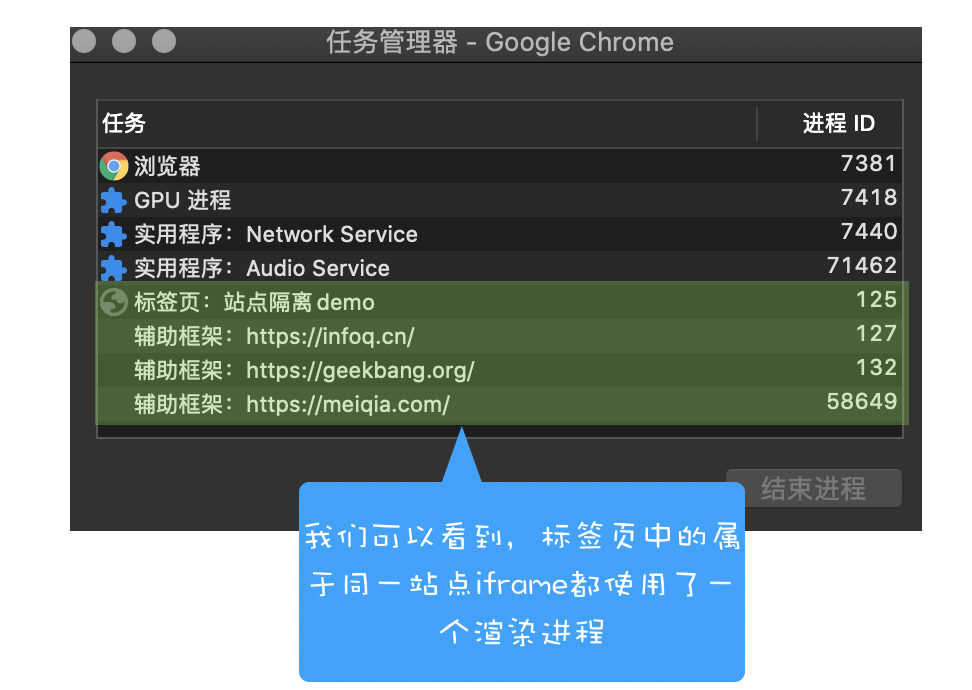 任务管理器 - Google Chrome
任务 进程 ID
浏览器 7381
GPU 进程 7418
实用程序：Network Service 7440
实用程序：Audio Service 71462
标签页：站点隔离demo 125
辅助框架：https://infoq.cn/ 127
辅助框架：https://geekbang.org/ 132
辅助框架：https://meiqia.com/ 58649
结束进程
我们可以看到，标签页中的属
于同一站点iframe都使用了一
个渲染进程